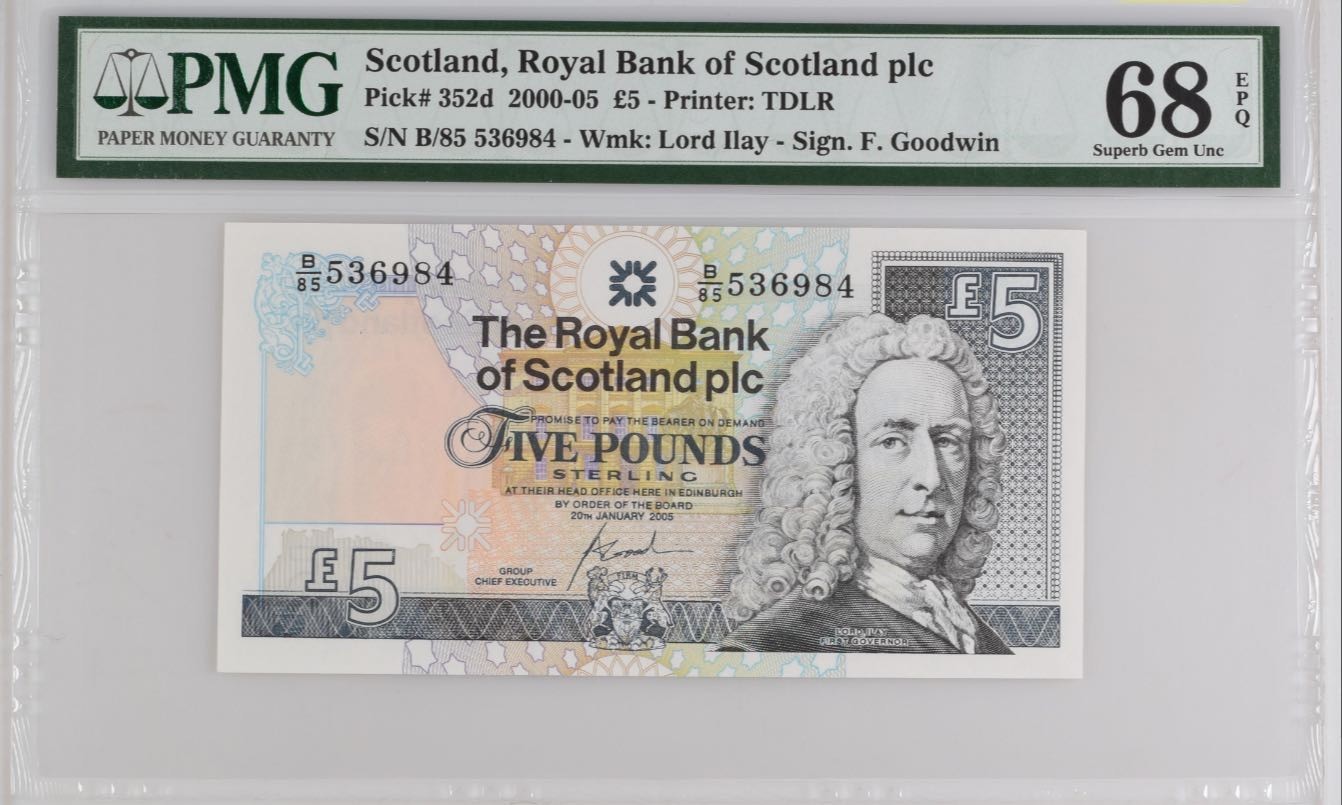 PMG
PAPER MONEY GUARANTY
Scotland, Royal Bank of Scotland plc
Pick# 352d 2000-05 £5 - Printer: TDLR
S/N B/85 536984 - Wmk: Lord Ilay - Sign. F. Goodwin
68
EPQ
Superb Gem Unc
B/85 536984
B/85 536984
£5
The Royal Bank
of Scotland plc
PROMISE TO PAY THE BEARER ON DEMAND
FIVE POUNDS
STERLING
AT THEIR HEAD OFFICE HERE IN EDINBURGH
BY ORDER OF THE BOARD
20TH JANUARY 2005
GROUP
CHIEF EXECUTIVE
£5
FIRM
LORD ILAY
FIRST GOVERNOR